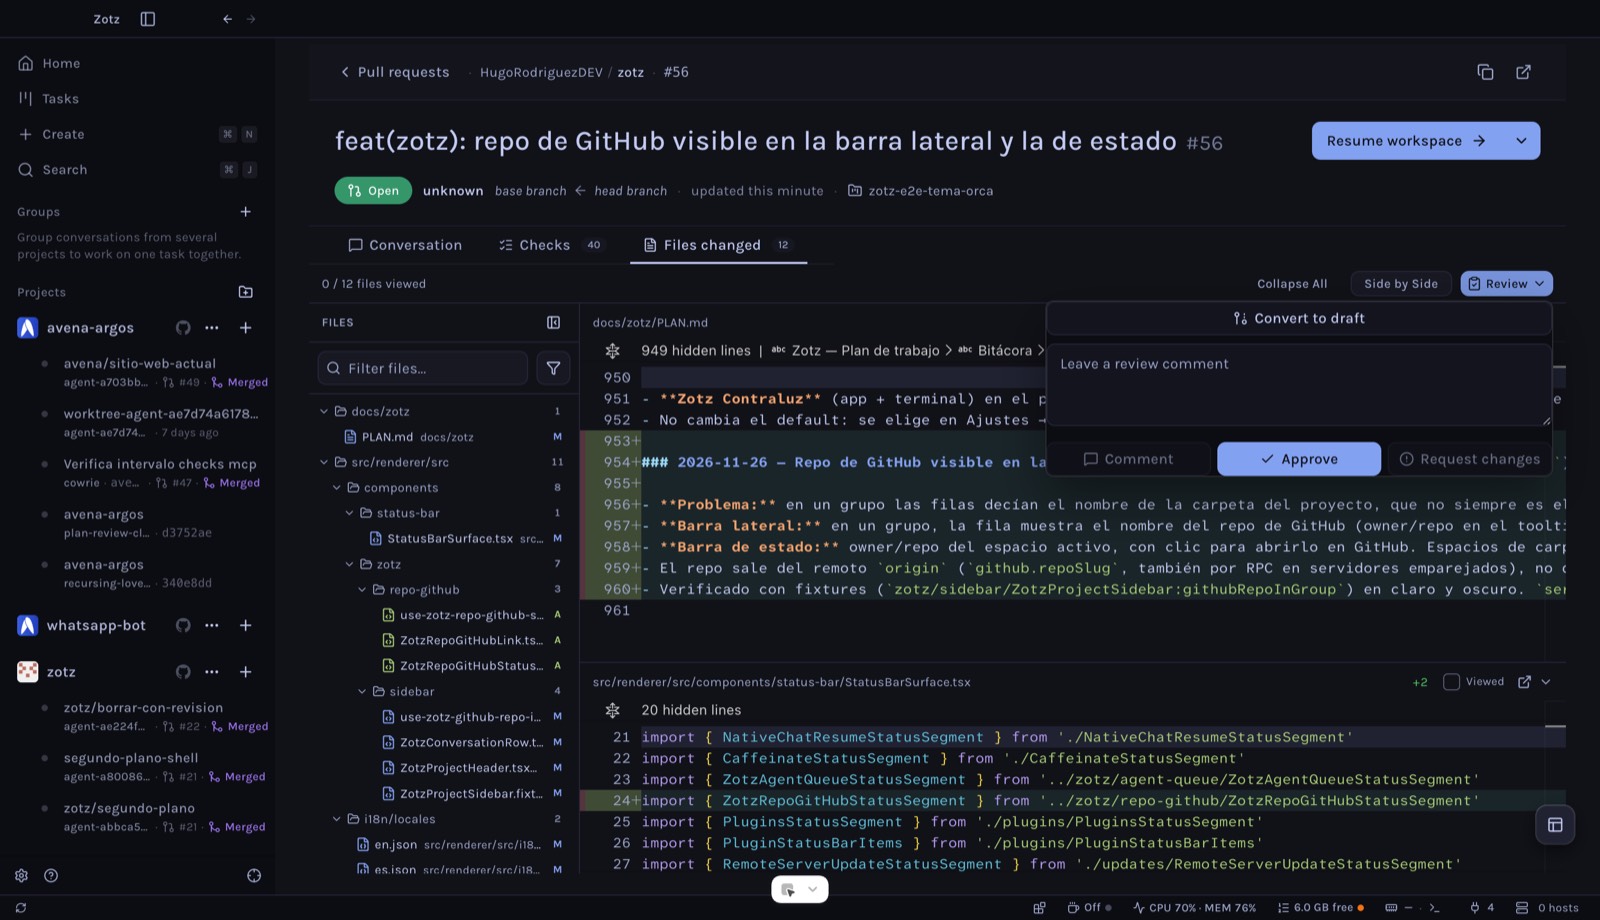 Zotz
Home
Tasks
Create ⌘ N
Search ⌘ J
Groups
Group conversations from several
projects to work on one task together.
Projects
avena-argos
avena/sitio-web-actual
agent-a703bb... · #49 · Merged
worktree-agent-ae7d74a6178...
agent-ae7d74... · 7 days ago
Verifica intervalo checks mcp
cowrie · ave... · #47 · Merged
avena-argos
plan-review-cl... · d3752ae
avena-argos
recursing-love... · 340e8dd
whatsapp-bot
zotz
zotz/borrar-con-revision
agent-ae224f... · #22 · Merged
segundo-plano-shell
agent-a80086... · #21 · Merged
zotz/segundo-plano
agent-abbca5... · #21 · Merged
Pull requests · HugoRodriguezDEV / zotz · #56
feat(zotz): repo de GitHub visible en la barra lateral y la de estado #56
Resume workspace →
Open unknown base branch ← head branch · updated this minute · zotz-e2e-tema-orca
Conversation Checks 40 Files changed 12
0 / 12 files viewed
Collapse All Side by Side Review
Convert to draft
Leave a review comment
Comment Approve Request changes
FILES
Filter files...
docs/zotz 1
PLAN.md docs/zotz M
src/renderer/src 11
components 8
status-bar 1
StatusBarSurface.tsx src... M
zotz 7
repo-github 3
use-zotz-repo-github-s... A
ZotzRepoGitHubLink.ts... A
ZotzRepoGitHubStatus... A
sidebar 4
use-zotz-github-repo-i... M
ZotzConversationRow.t... M
ZotzProjectHeader.tsx... M
ZotzProjectSidebar.fixt... M
i18n/locales 2
en.json src/renderer/src/i18... M
es.json src/renderer/src/i18... M
docs/zotz/PLAN.md
949 hidden lines | abc Zotz — Plan de trabajo > abc Bitácora >
950
951 - **Zotz Contraluz** (app + terminal) en el p
952 - No cambia el default: se elige en Ajustes →
953+
954+ ### 2026-11-26 — Repo de GitHub visible en la
955+
956+ - **Problema:** en un grupo las filas decían el nombre de la carpeta del proyecto, que no siempre es el
957+ - **Barra lateral:** en un grupo, la fila muestra el nombre del repo de GitHub (owner/repo en el toolti
958+ - **Barra de estado:** owner/repo del espacio activo, con clic para abrirlo en GitHub. Espacios de carp
959+ - El repo sale del remoto `origin` (`github.repoSlug`, también por RPC en servidores emparejados), no
960+ - Verificado con fixtures (`zotz/sidebar/ZotzProjectSidebar:githubRepoInGroup`) en claro y oscuro. `ser
961
src/renderer/src/components/status-bar/StatusBarSurface.tsx +2 Viewed
20 hidden lines
21 import { NativeChatResumeStatusSegment } from './NativeChatResumeStatusSegment'
22 import { CaffeinateStatusSegment } from './CaffeinateStatusSegment'
23 import { ZotzAgentQueueStatusSegment } from '../zotz/agent-queue/ZotzAgentQueueStatusSegment'
24+ import { ZotzRepoGitHubStatusSegment } from '../zotz/repo-github/ZotzRepoGitHubStatusSegment'
25 import { PluginsStatusSegment } from './plugins/PluginsStatusSegment'
26 import { PluginStatusBarItems } from './plugins/PluginStatusBarItems'
27 import { RemoteServerUpdateStatusSegment } from './updates/RemoteServerUpdateStatusSegment'
Off CPU 70% · MEM 76% · 6.0 GB free — · 4 0 hosts